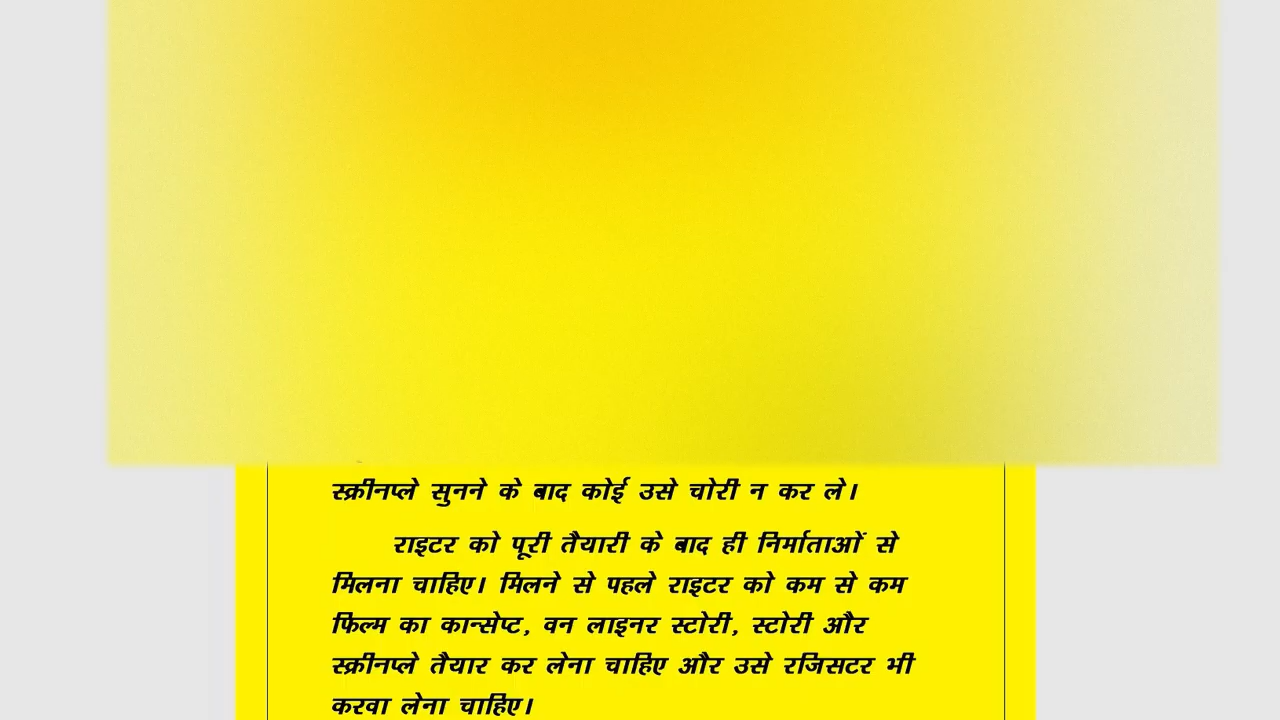 स्क्रीनप्ले सुनने के बाद कोई उसे चोरी न कर ले।
राइटर को पूरी तैयारी के बाद ही निर्माताओं से
मिलना चाहिए। मिलने से पहले राइटर को कम से कम
फिल्म का कान्सेप्ट, वन लाइनर स्टोरी, स्टोरी और
स्क्रीनप्ले तैयार कर लेना चाहिए और उसे रजिसटर भी
करवा लेना चाहिए।